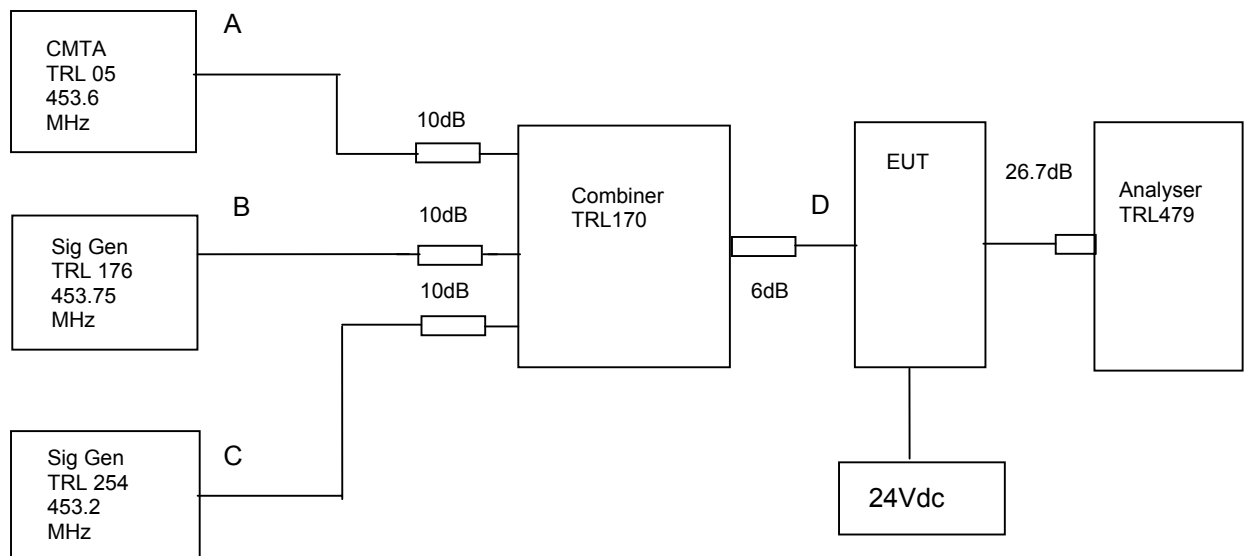 A
CMTA
TRL 05
453.6
MHz
10dB
B
Sig Gen
TRL 176
453.75
MHz
10dB
10dB
C
Sig Gen
TRL 254
453.2
MHz
Combiner
TRL170
D
6dB
EUT
26.7dB
Analyser
TRL479
24Vdc